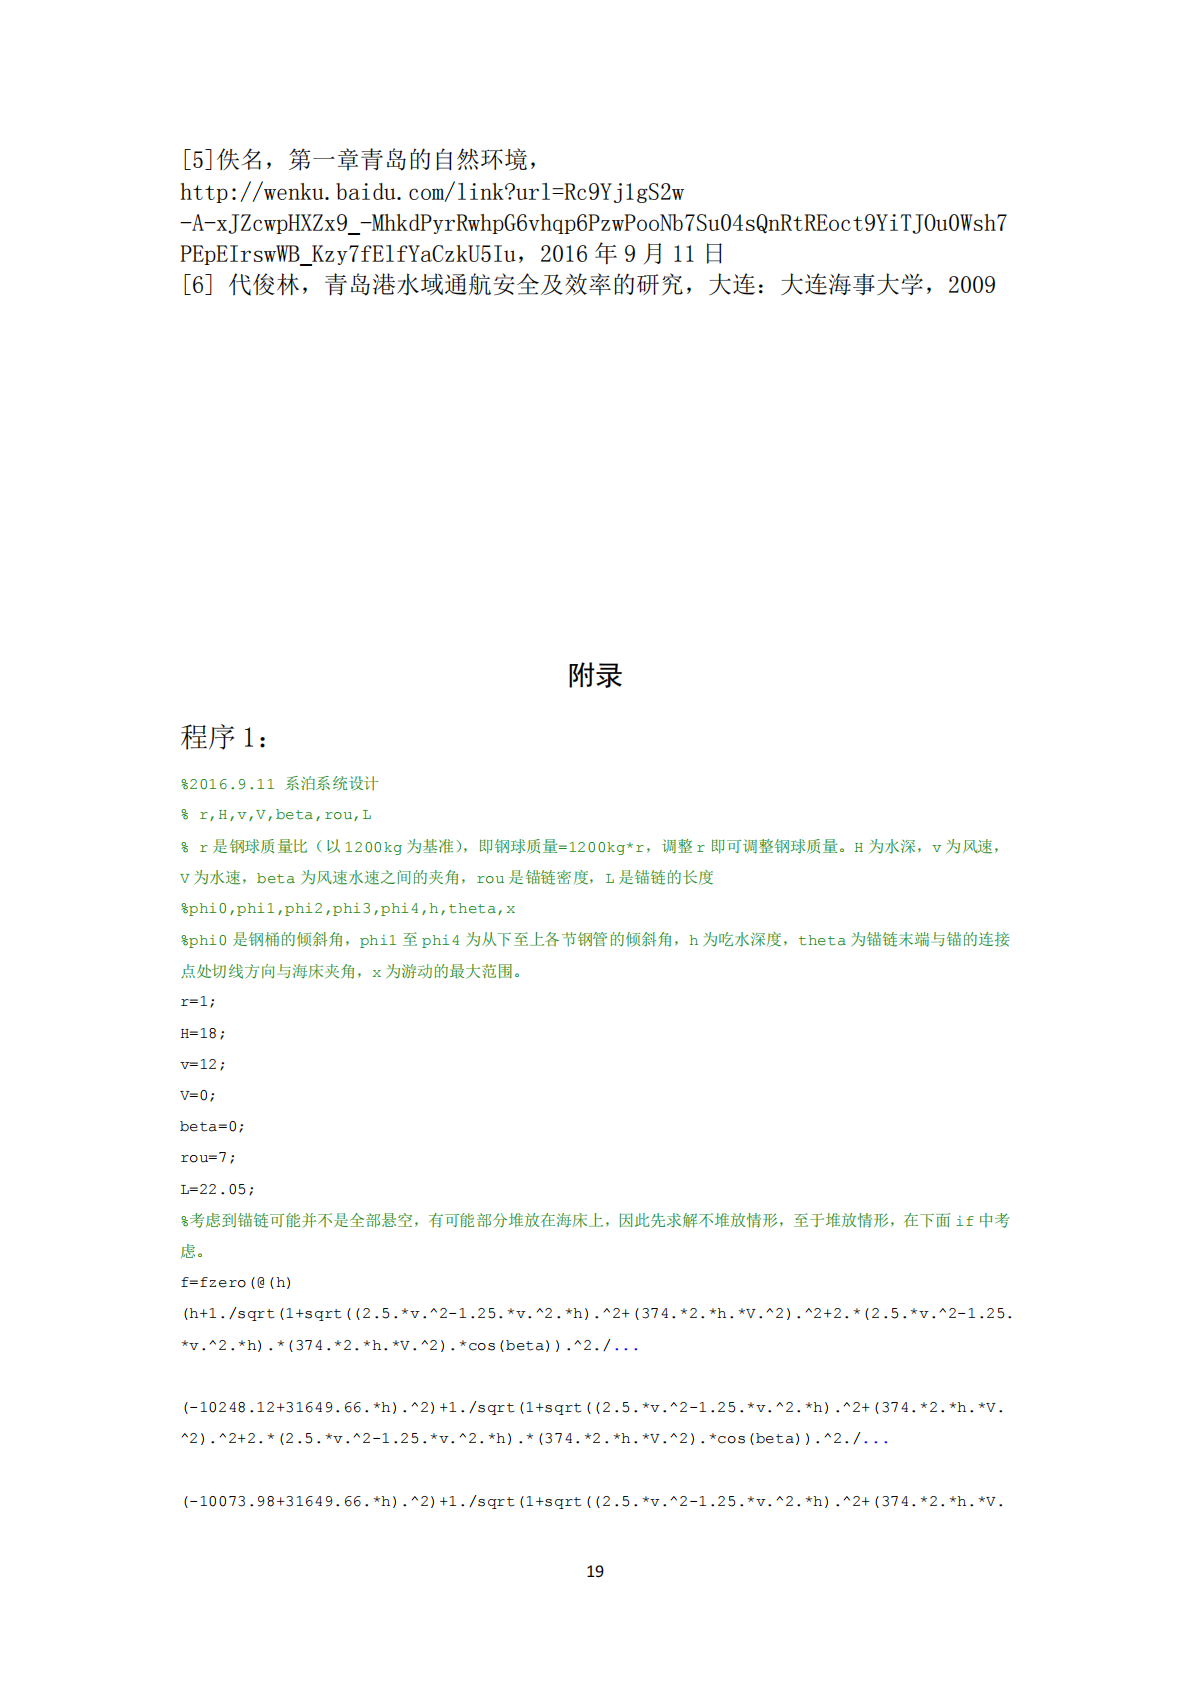 [5]佚名，第一章青岛的自然环境，
http://wenku.baidu.com/link?url=Rc9Yj1gS2w
-A-xJZcwpHXZx9_-MhkdPyrRwhpG6vhqp6PzwPooNb7Su04sQnRtREoct9YiTJOu0Wsh7
PEpEIrswWB_Kzy7fElfYaCzkU5Iu，2016 年 9 月 11 日
[6] 代俊林，青岛港水域通航安全及效率的研究，大连：大连海事大学，2009
附录
程序 1：
%2016.9.11 系泊系统设计
% r,H,v,V,beta,rou,L
% r 是钢球质量比（以 1200kg 为基准），即钢球质量=1200kg*r，调整 r 即可调整钢球质量。H 为水深，v 为风速，
V 为水速，beta 为风速水速之间的夹角，rou 是锚链密度，L 是锚链的长度
%phi0,phi1,phi2,phi3,phi4,h,theta,x
%phi0 是钢桶的倾斜角，phi1 至 phi4 为从下至上各节钢管的倾斜角，h 为吃水深度，theta 为锚链末端与锚的连接
点处切线方向与海床夹角，x 为游动的最大范围。
r=1;
H=18;
v=12;
V=0;
beta=0;
rou=7;
L=22.05;
%考虑到锚链可能并不是全部悬空，有可能部分堆放在海床上，因此先求解不堆放情形，至于堆放情形，在下面 if 中考
虑。
f=fzero(@(h)
(h+1./sqrt(1+sqrt((2.5.*v.^2-1.25.*v.^2.*h).^2+(374.*2.*h.*V.^2).^2+2.*(2.5.*v.^2-1.25.
*v.^2.*h).*(374.*2.*h.*V.^2).*cos(beta)).^2./...
(-10248.12+31649.66.*h).^2)+1./sqrt(1+sqrt((2.5.*v.^2-1.25.*v.^2.*h).^2+(374.*2.*h.*V.
^2).^2+2.*(2.5.*v.^2-1.25.*v.^2.*h).*(374.*2.*h.*V.^2).*cos(beta)).^2./...
(-10073.98+31649.66.*h).^2)+1./sqrt(1+sqrt((2.5.*v.^2-1.25.*v.^2.*h).^2+(374.*2.*h.*V.
19